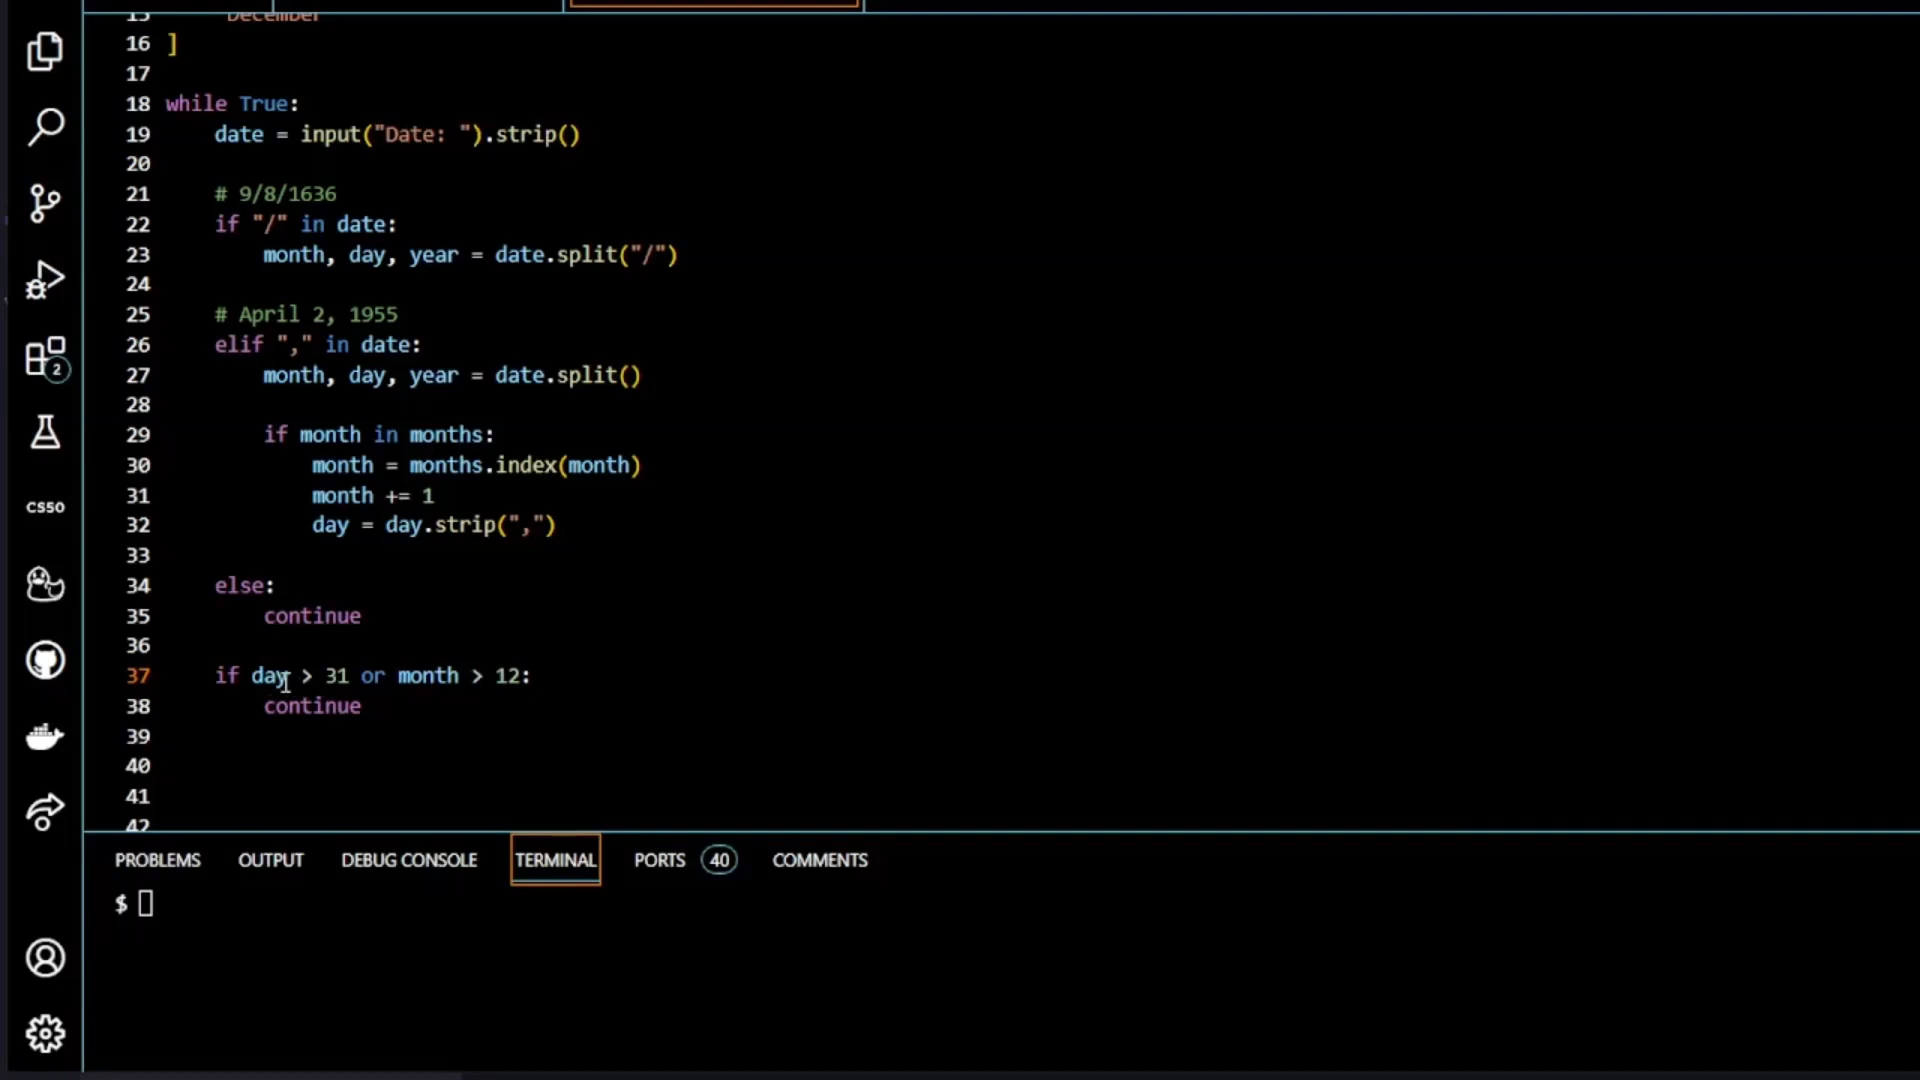 15 "December"
16 ]
17
18 while True:
19 date = input("Date: ").strip()
20
21 # 9/8/1636
22 if "/" in date:
23 month, day, year = date.split("/")
24
25 # April 2, 1955
26 elif "," in date:
27 month, day, year = date.split()
28
29 if month in months:
30 month = months.index(month)
31 month += 1
32 day = day.strip(",")
33
34 else:
35 continue
36
37 if day > 31 or month > 12:
38 continue
39
40
41
42
2
CS50
PROBLEMS OUTPUT DEBUG CONSOLE TERMINAL PORTS 40 COMMENTS
$